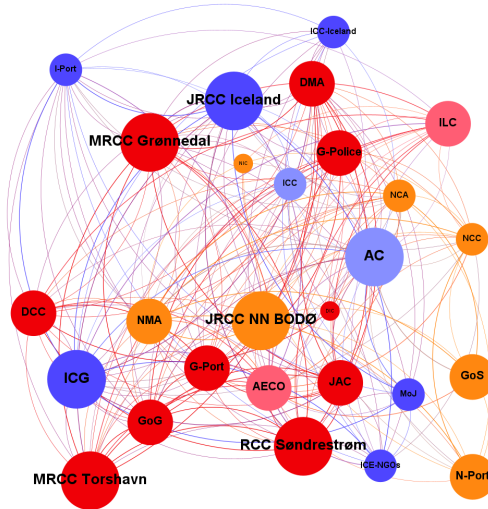 ICC-Iceland
I-Port
DMA
JRCC Iceland
ILC
MRCC Grønnedal
G-Police
NIC
ICC
NCA
NCC
AC
DCC
NMA
JRCC NN BODØ
G-Port
GoS
ICG
AECO
JAC
MoJ
GoG
RCC Søndrestrøm
ICE-NGOs
N-Port
MRCC Torshavn